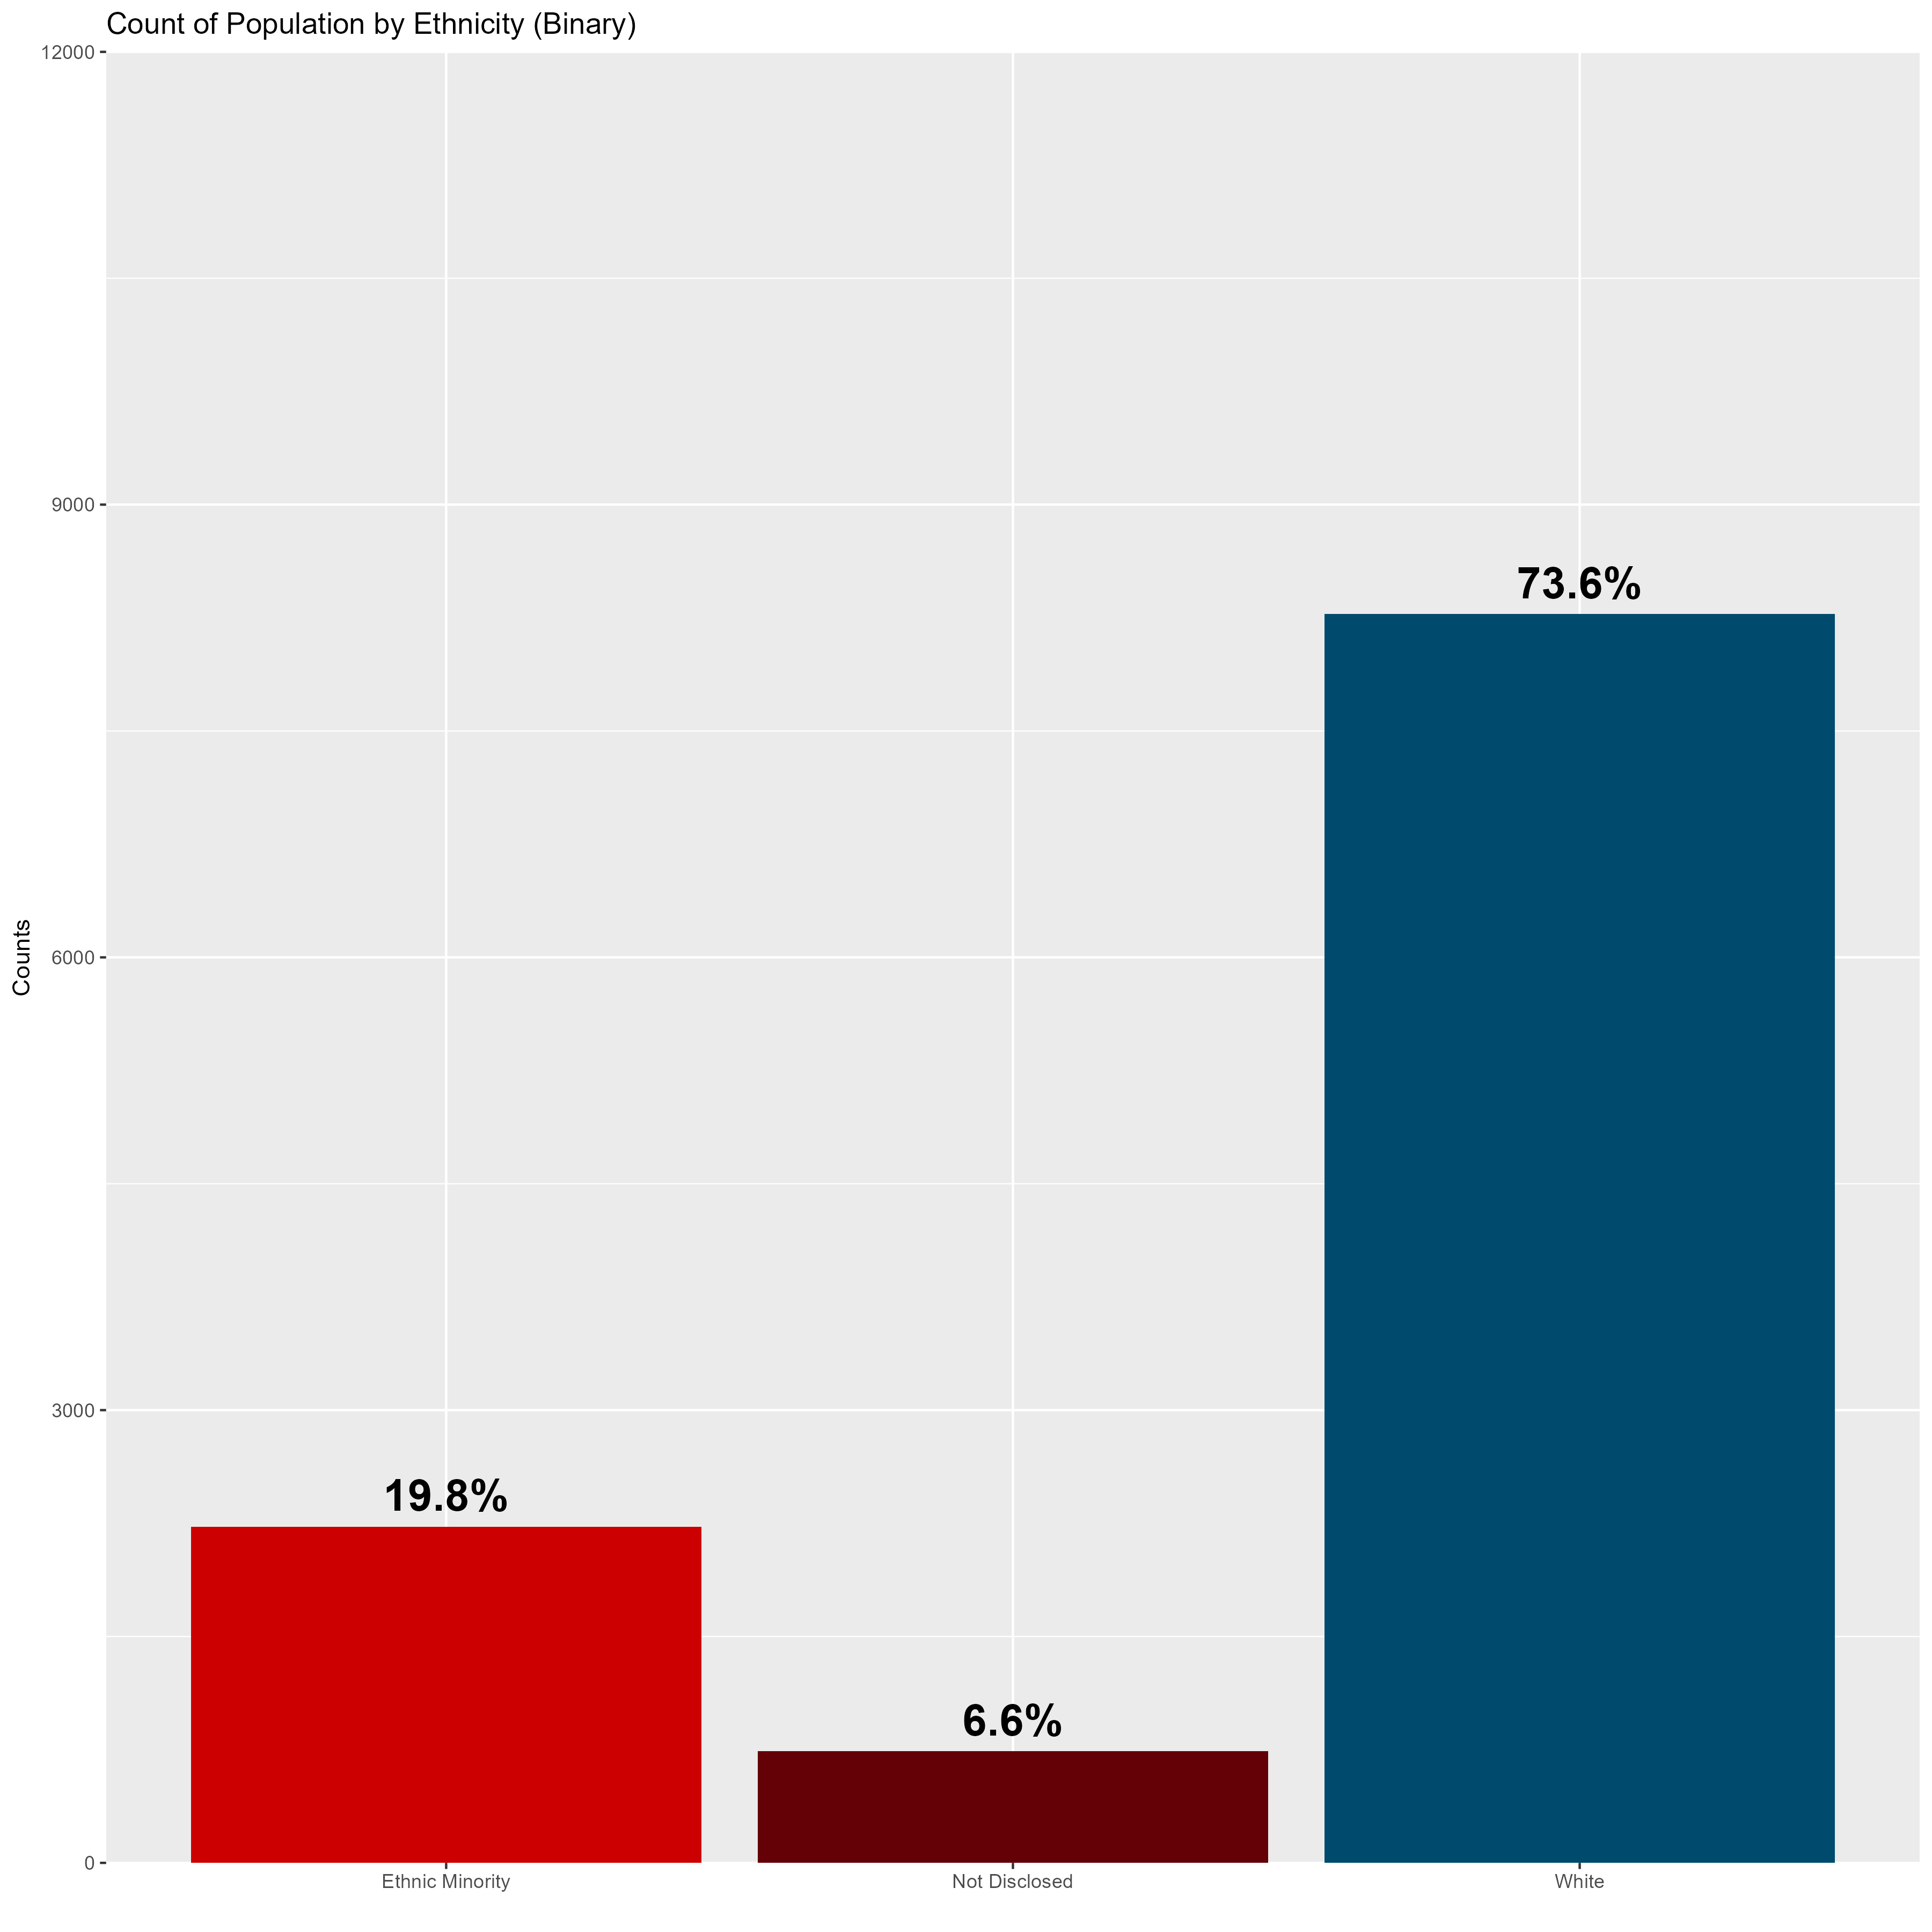 Count of Population by Ethnicity (Binary)
12000
9000
6000
3000
0
Counts
73.6%
19.8%
6.6%
Ethnic Minority
Not Disclosed
White